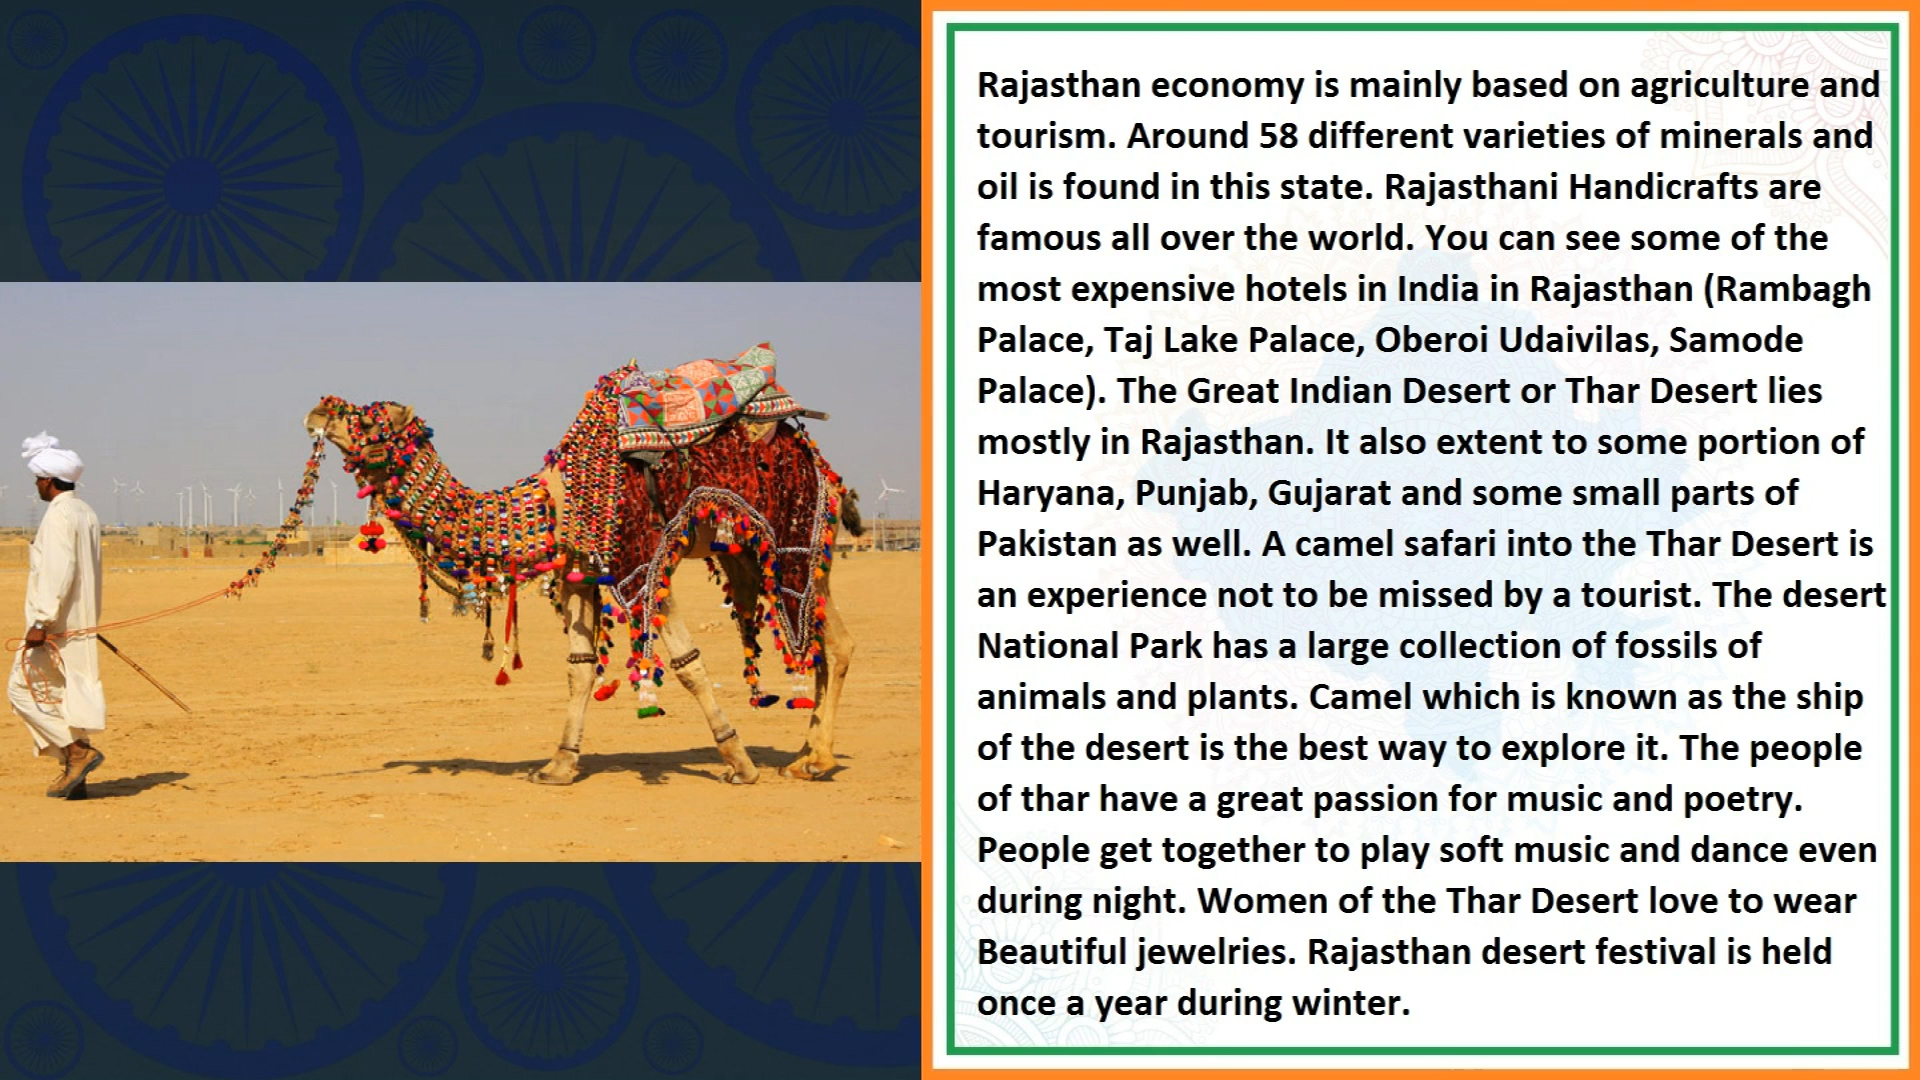 Rajasthan economy is mainly based on agriculture and
tourism. Around 58 different varieties of minerals and
oil is found in this state. Rajasthani Handicrafts are
famous all over the world. You can see some of the
most expensive hotels in India in Rajasthan (Rambagh
Palace, Taj Lake Palace, Oberoi Udaivilas, Samode
Palace). The Great Indian Desert or Thar Desert lies
mostly in Rajasthan. It also extent to some portion of
Haryana, Punjab, Gujarat and some small parts of
Pakistan as well. A camel safari into the Thar Desert is
an experience not to be missed by a tourist. The desert
National Park has a large collection of fossils of
animals and plants. Camel which is known as the ship
of the desert is the best way to explore it. The people
of thar have a great passion for music and poetry.
People get together to play soft music and dance even
during night. Women of the Thar Desert love to wear
Beautiful jewelries. Rajasthan desert festival is held
once a year during winter.